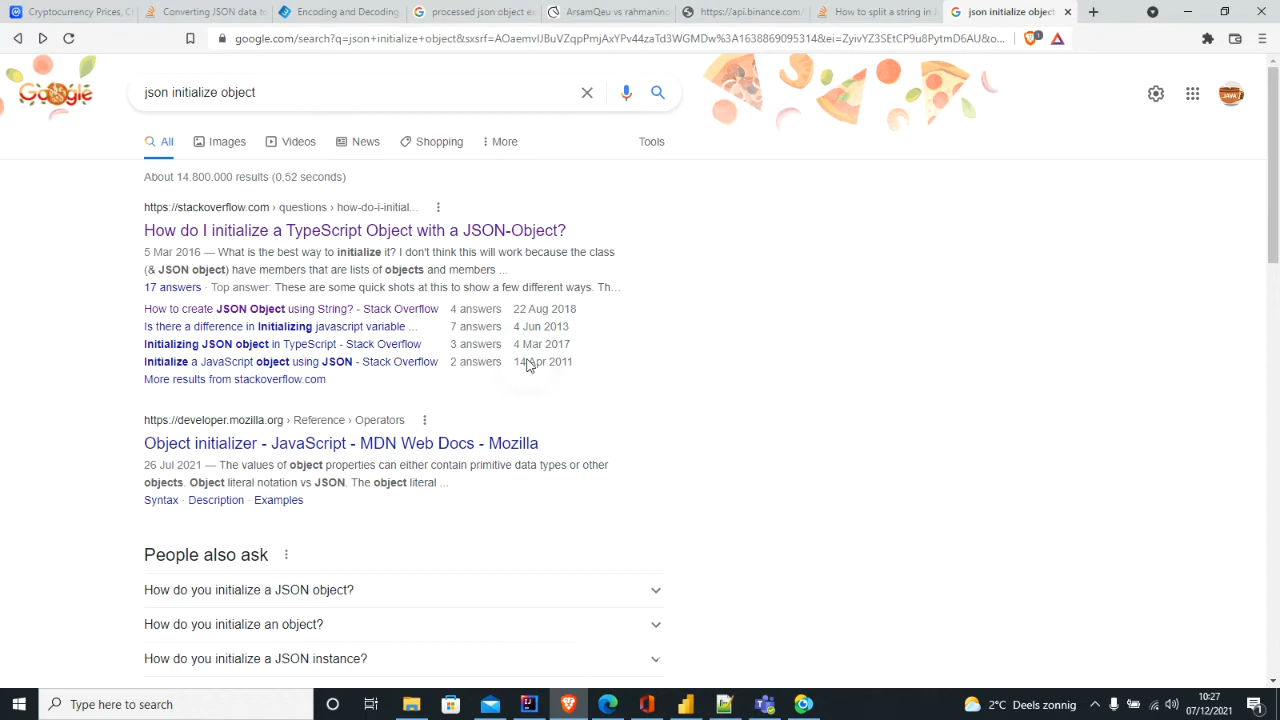 Cryptocurrency Prices, C
Converting JSON data to
Encoding and Decoding
processed json object e
ArsamQeu vs rahmanin
https://api.binance.com/
How to split a string in J
json initialize object
google.com/search?q=json+initialize+object&sxsrf=AOaemvIJBuVZqpPmjAxYPv44zaTd3WGMDw%3A1638869095314&ei=ZyivYZ3SEtCP9u8PytmD6AU&o...
1
Google
json initialize object
JAVA
All
Images
Videos
News
Shopping
More
Tools
About 14.800.000 results (0,52 seconds)
https://stackoverflow.com › questions › how-do-i-initial...
How do I initialize a TypeScript Object with a JSON-Object?
5 Mar 2016 — What is the best way to initialize it? I don't think this will work because the class
(& JSON object) have members that are lists of objects and members ...
17 answers · Top answer: These are some quick shots at this to show a few different ways. Th...
How to create JSON Object using String? - Stack Overflow 4 answers 22 Aug 2018
Is there a difference in Initializing javascript variable ... 7 answers 4 Jun 2013
Initializing JSON object in TypeScript - Stack Overflow 3 answers 4 Mar 2017
Initialize a JavaScript object using JSON - Stack Overflow 2 answers 14 Apr 2011
More results from stackoverflow.com
https://developer.mozilla.org › Reference › Operators
Object initializer - JavaScript - MDN Web Docs - Mozilla
26 Jul 2021 — The values of object properties can either contain primitive data types or other
objects. Object literal notation vs JSON. The object literal ...
Syntax · Description · Examples
People also ask
How do you initialize a JSON object?
How do you initialize an object?
How do you initialize a JSON instance?
Type here to search
2°C Deels zonnig
10:27
07/12/2021
1